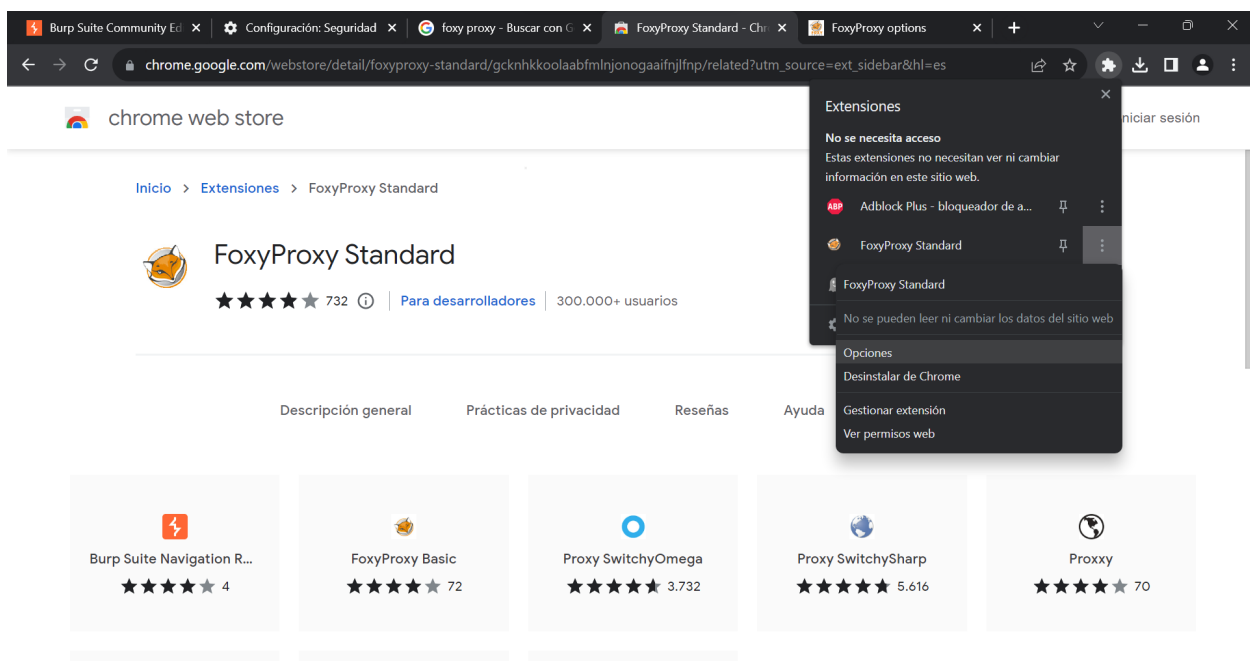 Burp Suite Community Ed
Configuración: Seguridad
foxy proxy - Buscar con G
FoxyProxy Standard - Chr
FoxyProxy options
chrome.google.com/webstore/detail/foxyproxy-standard/gcknhkkoolaabfmlnjonogaaifnjlfnp/related?utm_source=ext_sidebar&hl=es
chrome web store
niciar sesión
Extensiones
No se necesita acceso
Estas extensiones no necesitan ver ni cambiar
información en este sitio web.
ABP Adblock Plus - bloqueador de a...
FoxyProxy Standard
FoxyProxy Standard
No se pueden leer ni cambiar los datos del sitio web
Opciones
Desinstalar de Chrome
Gestionar extensión
Ver permisos web
Inicio > Extensiones > FoxyProxy Standard
FoxyProxy Standard
732 Para desarrolladores 300.000+ usuarios
Descripción general Prácticas de privacidad Reseñas Ayuda
Burp Suite Navigation R... FoxyProxy Basic Proxy SwitchyOmega Proxy SwitchySharp Proxxy
4 72 3.732 5.616 70